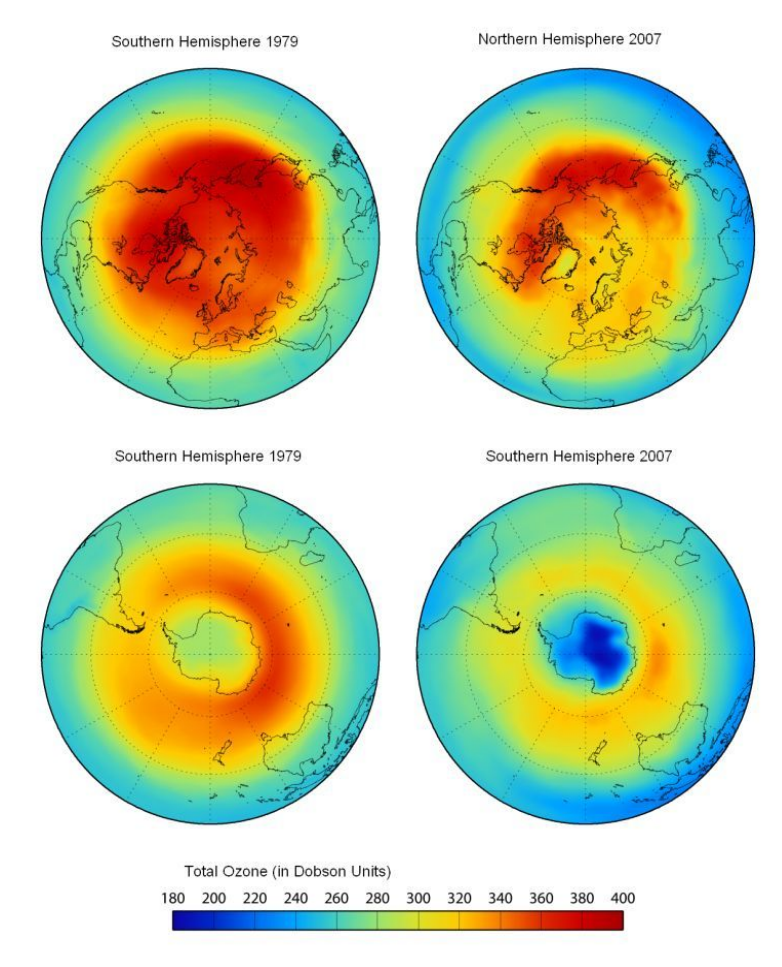 Southern Hemisphere 1979
Northern Hemisphere 2007
Southern Hemisphere 1979
Southern Hemisphere 2007
Total Ozone (in Dobson Units)
180 200 220 240 260 280 300 320 340 360 380 400